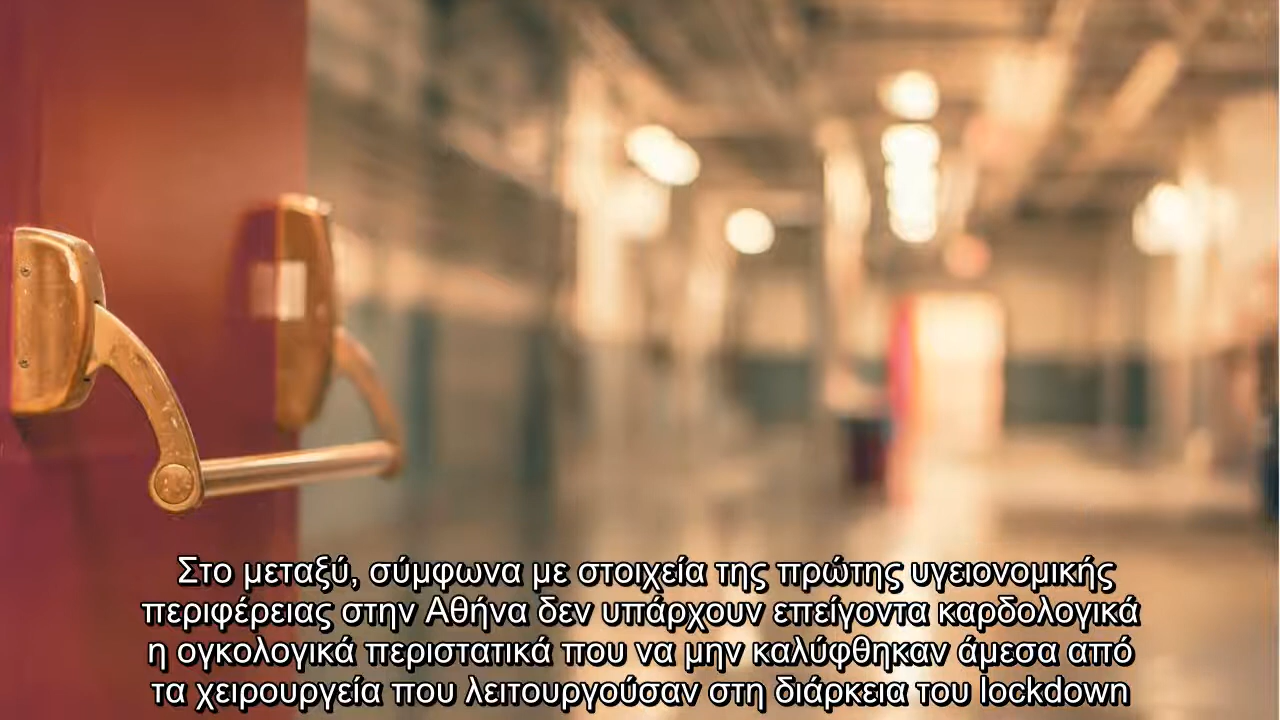 Στο μεταξύ, σύμφωνα με στοιχεία της πρώτης υγειονομικής
περιφέρειας στην Αθήνα δεν υπάρχουν επείγοντα καρδολογικά
η ογκολογικά περιστατικά που να μην καλύφθηκαν άμεσα από
τα χειρουργεία που λειτουργούσαν στη διάρκεια του lockdown